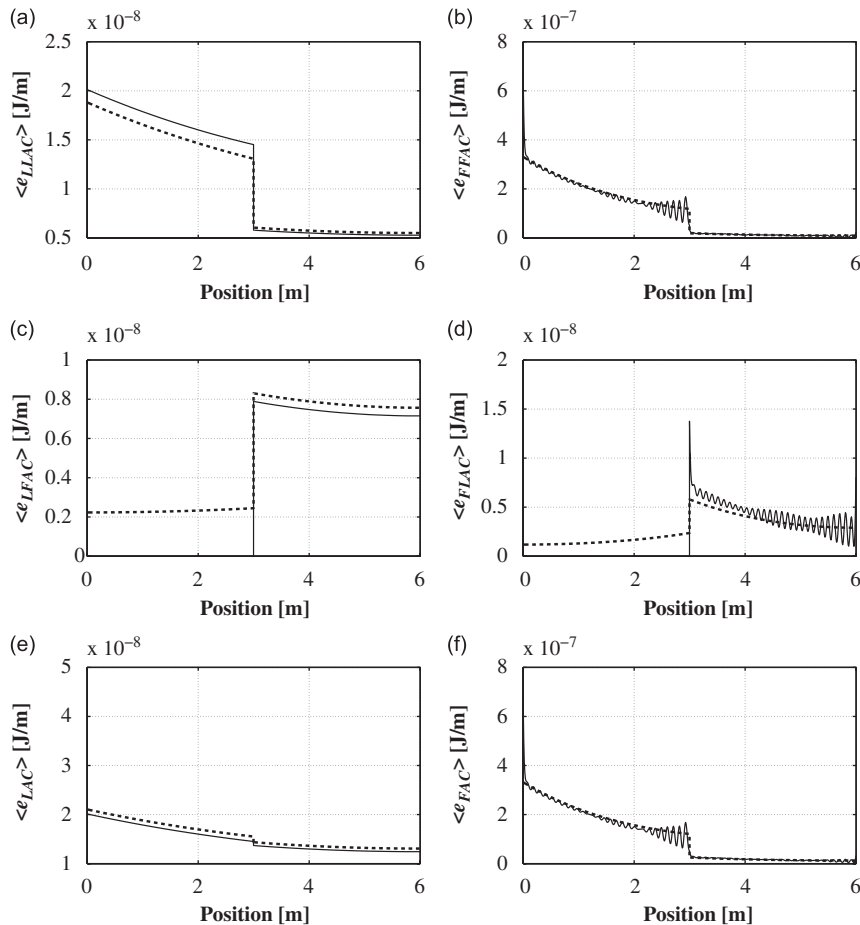 (a)
x 10⁻⁸
2.5
2
1.5
1
0.5
0 2 4 6
Position [m]
<e_LLAC> [J/m]
(b)
x 10⁻⁷
8
6
4
2
0
0 2 4 6
Position [m]
<e_FFAC> [J/m]
(c)
x 10⁻⁸
1
0.8
0.6
0.4
0.2
0
0 2 4 6
Position [m]
<e_LFAC> [J/m]
(d)
x 10⁻⁸
2
1.5
1
0.5
0
0 2 4 6
Position [m]
<e_FLAC> [J/m]
(e)
x 10⁻⁸
5
4
3
2
1
0 2 4 6
Position [m]
<e_LAC> [J/m]
(f)
x 10⁻⁷
8
6
4
2
0
0 2 4 6
Position [m]
<e_FAC> [J/m]